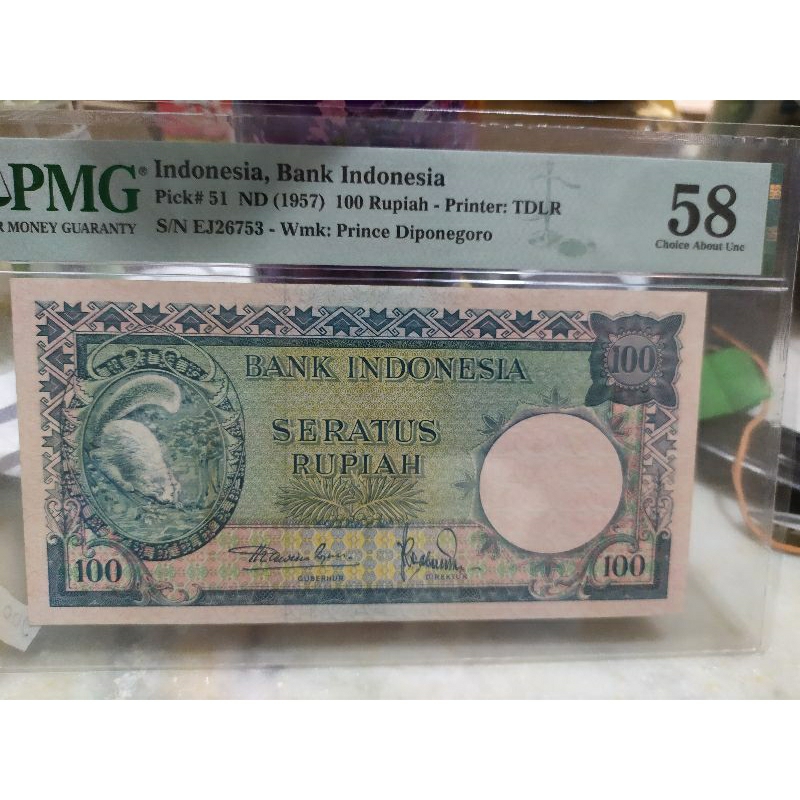 PMG®
R MONEY GUARANTY
Indonesia, Bank Indonesia
Pick# 51 ND (1957) 100 Rupiah - Printer: TDLR
S/N EJ26753 - Wmk: Prince Diponegoro
58
Choice About Unc
100
BANK INDONESIA
SERATUS
RUPIAH
GUBERNUR
DIREKTUR
100
100